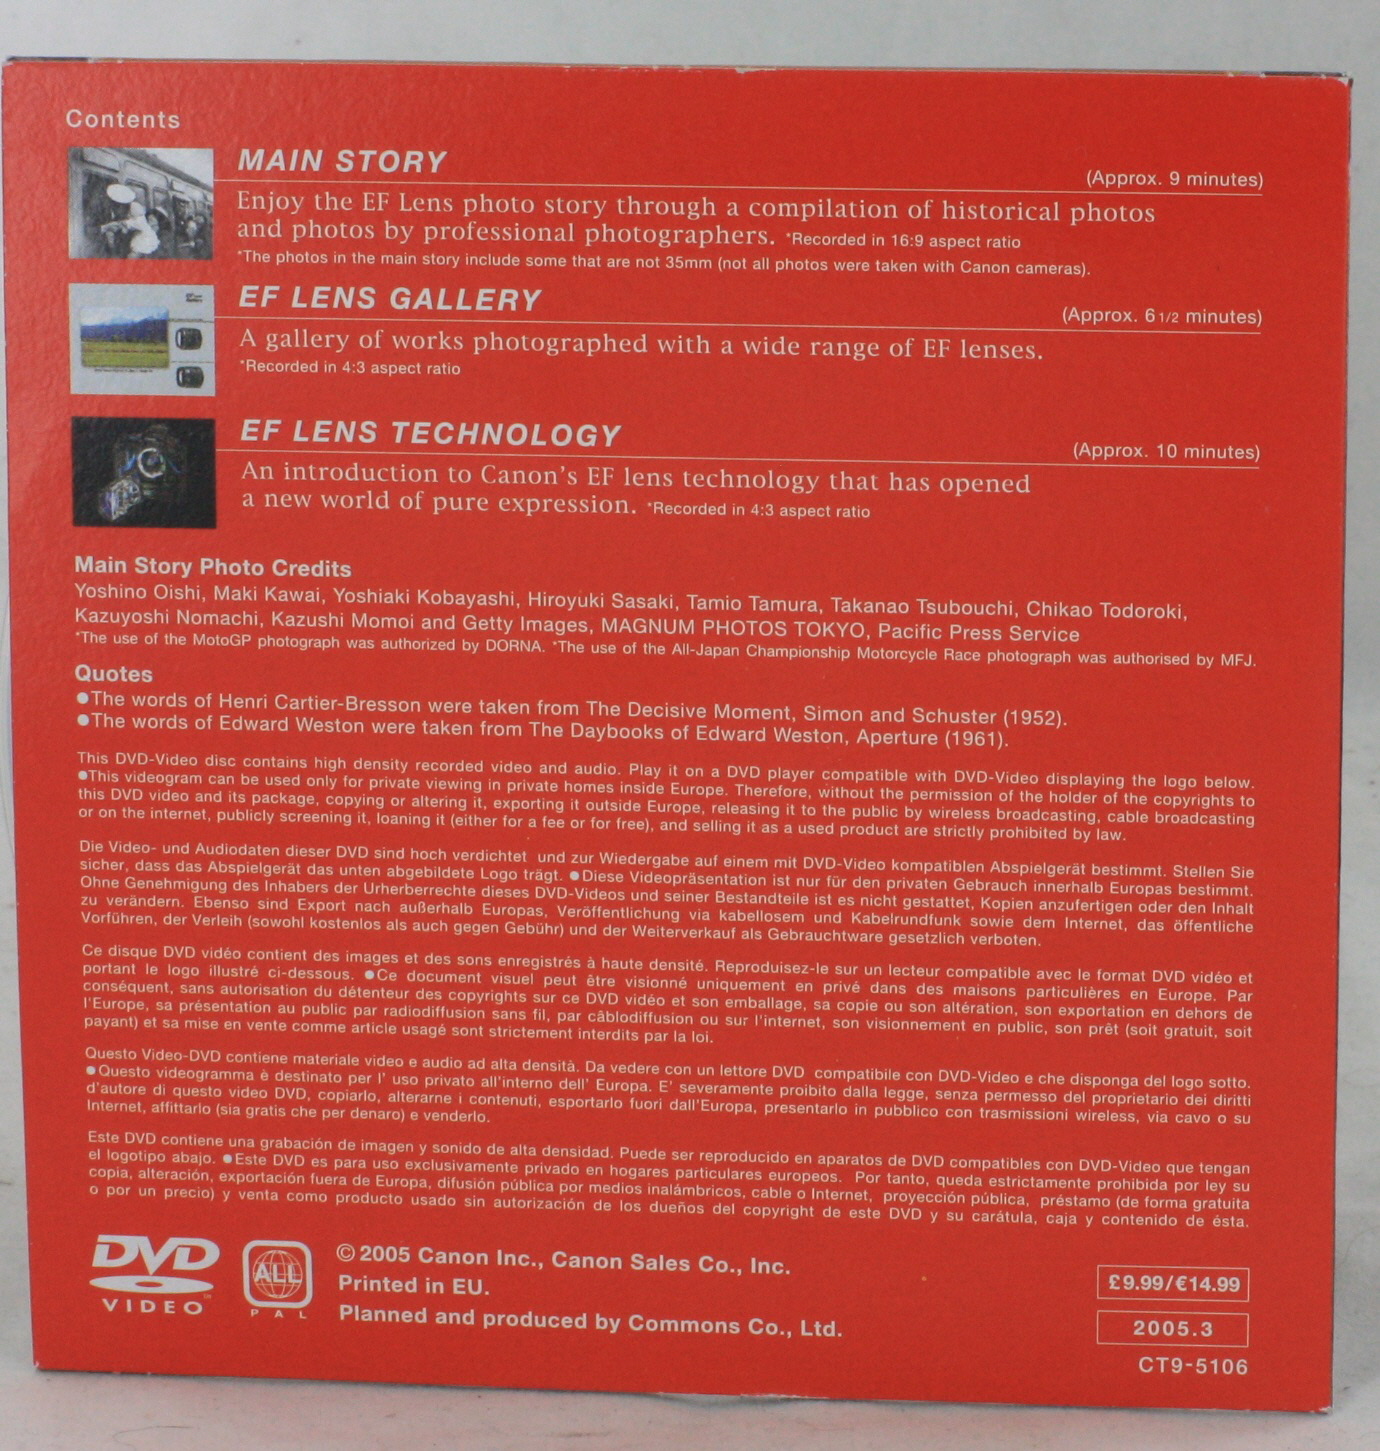 Contents
MAIN STORY
(Approx. 9 minutes)
Enjoy the EF Lens photo story through a compilation of historical photos
and photos by professional photographers. *Recorded in 16:9 aspect ratio
*The photos in the main story include some that are not 35mm (not all photos were taken with Canon cameras).
EF LENS GALLERY
(Approx. 6 1/2 minutes)
A gallery of works photographed with a wide range of EF lenses.
*Recorded in 4:3 aspect ratio
EF LENS TECHNOLOGY
(Approx. 10 minutes)
An introduction to Canon's EF lens technology that has opened
a new world of pure expression. *Recorded in 4:3 aspect ratio
Main Story Photo Credits
Yoshino Oishi, Maki Kawai, Yoshiaki Kobayashi, Hiroyuki Sasaki, Tamio Tamura, Takanao Tsubouchi, Chikao Todoroki,
Kazuyoshi Nomachi, Kazushi Momoi and Getty Images, MAGNUM PHOTOS TOKYO, Pacific Press Service
*The use of the MotoGP photograph was authorized by DORNA. *The use of the All-Japan Championship Motorcycle Race photograph was authorised by MFJ.
Quotes
●The words of Henri Cartier-Bresson were taken from The Decisive Moment, Simon and Schuster (1952).
●The words of Edward Weston were taken from The Daybooks of Edward Weston, Aperture (1961).
This DVD-Video disc contains high density recorded video and audio. Play it on a DVD player compatible with DVD-Video displaying the logo below.
●This videogram can be used only for private viewing in private homes inside Europe. Therefore, without the permission of the holder of the copyrights to
this DVD video and its package, copying or altering it, exporting it outside Europe, releasing it to the public by wireless broadcasting, cable broadcasting
or on the internet, publicly screening it, loaning it (either for a fee or for free), and selling it as a used product are strictly prohibited by law.
Die Video- und Audiodaten dieser DVD sind hoch verdichtet und zur Wiedergabe auf einem mit DVD-Video kompatiblen Abspielgerät bestimmt. Stellen Sie
sicher, dass das Abspielgerät das unten abgebildete Logo trägt. ●Diese Videopräsentation ist nur für den privaten Gebrauch innerhalb Europas bestimmt.
Ohne Genehmigung des Inhabers der Urherberrechte dieses DVD-Videos und seiner Bestandteile ist es nicht gestattet, Kopien anzufertigen oder den Inhalt
zu verändern. Ebenso sind Export nach außerhalb Europas, Veröffentlichung via kabellosem und Kabelrundfunk sowie dem Internet, das öffentliche
Vorführen, der Verleih (sowohl kostenlos als auch gegen Gebühr) und der Weiterverkauf als Gebrauchtware gesetzlich verboten.
Ce disque DVD vidéo contient des images et des sons enregistrés à haute densité. Reproduisez-le sur un lecteur compatible avec le format DVD vidéo et
portant le logo illustré ci-dessous. ●Ce document visuel peut être visionné uniquement en privé dans des maisons particulières en Europe. Par
conséquent, sans autorisation du détenteur des copyrights sur ce DVD vidéo et son emballage, sa copie ou son altération, son exportation en dehors de
l'Europe, sa présentation au public par radiodiffusion sans fil, par câblodiffusion ou sur l'internet, son visionnement en public, son prêt (soit gratuit, soit
payant) et sa mise en vente comme article usagé sont strictement interdits par la loi.
Questo Video-DVD contiene materiale video e audio ad alta densità. Da vedere con un lettore DVD compatibile con DVD-Video e che disponga del logo sotto.
●Questo videogramma è destinato per l' uso privato all'interno dell' Europa. E' severamente proibito dalla legge, senza permesso del proprietario dei diritti
d'autore di questo video DVD, copiarlo, alterarne i contenuti, esportarlo fuori dall'Europa, presentarlo in pubblico con trasmissioni wireless, via cavo o su
Internet, affittarlo (sia gratis che per denaro) e venderlo.
Este DVD contiene una grabación de imagen y sonido de alta densidad. Puede ser reproducido en aparatos de DVD compatibles con DVD-Video que tengan
el logotipo abajo. ●Este DVD es para uso exclusivamente privado en hogares particulares europeos. Por tanto, queda estrictamente prohibida por ley su
copia, alteración, exportación fuera de Europa, difusión pública por medios inalámbricos, cable o Internet, proyección pública, préstamo (de forma gratuita
o por un precio) y venta como producto usado sin autorización de los dueños del copyright de este DVD y su carátula, caja y contenido de ésta.
DVD
VIDEO
ALL
PAL
©2005 Canon Inc., Canon Sales Co., Inc.
Printed in EU.
Planned and produced by Commons Co., Ltd.
£9.99/€14.99
2005.3
CT9-5106